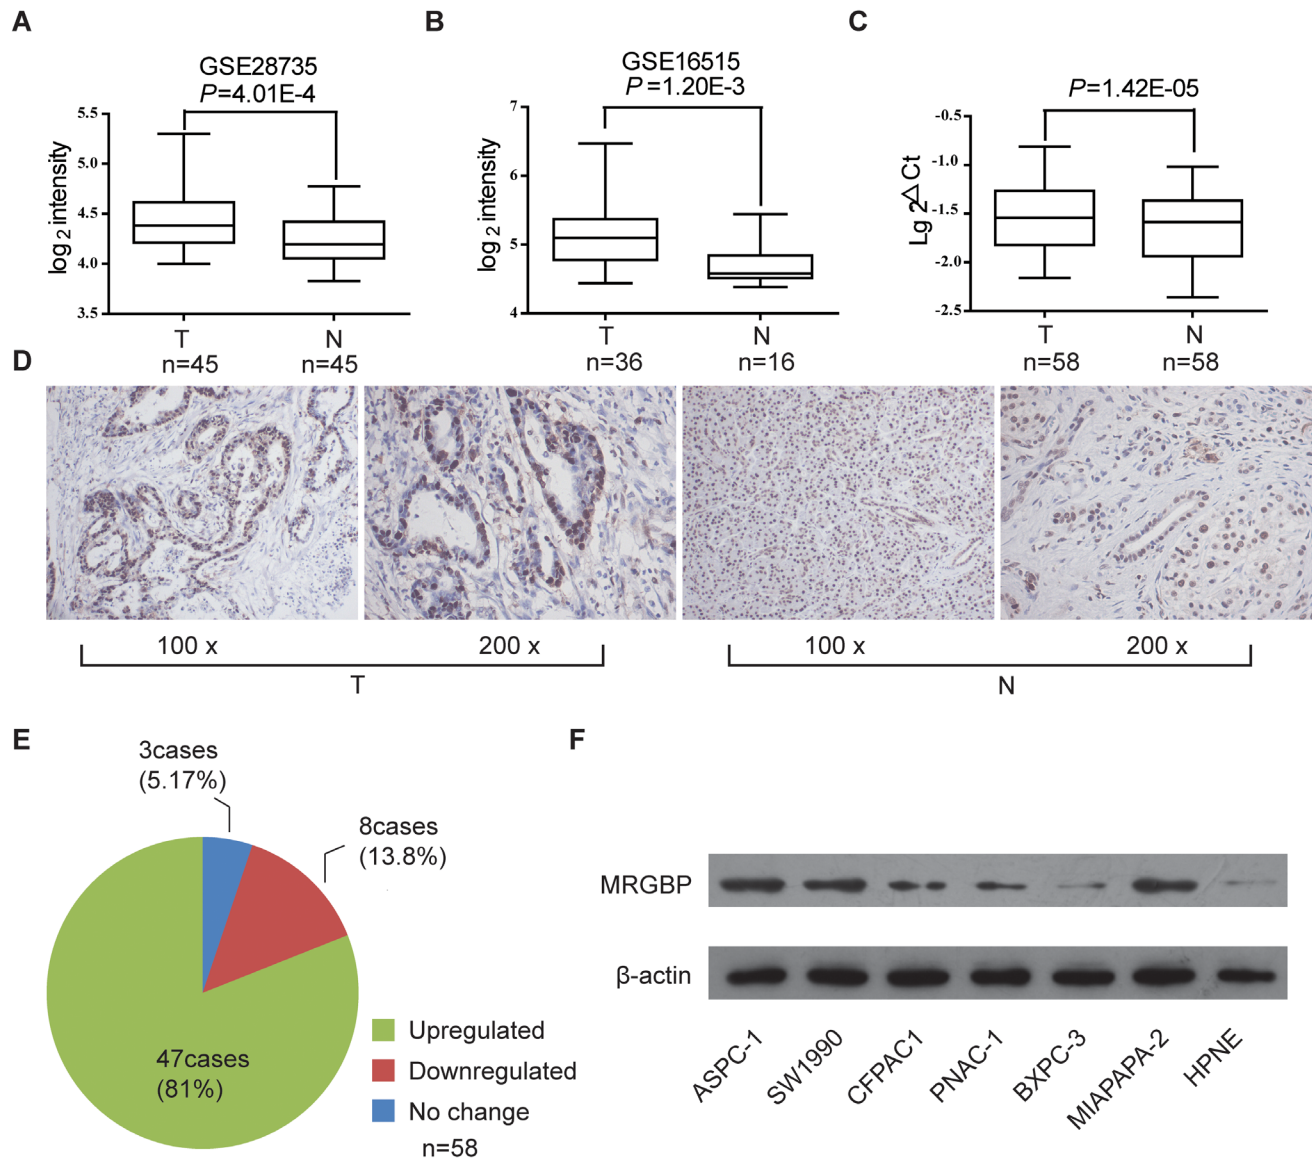 A
GSE28735
P=4.01E-4
log 2 intensity
5.5
5.0
4.5
4.0
3.5
T
N
n=45
n=45
B
GSE16515
P=1.20E-3
log 2 intensity
7
6
5
4
T
N
n=36
n=16
C
P=1.42E-05
Lg 2△Ct
-0.5
-1.0
-1.5
-2.0
-2.5
T
N
n=58
n=58
D
100 x
200 x
100 x
200 x
T
N
E
3cases
(5.17%)
8cases
(13.8%)
47cases
(81%)
Upregulated
Downregulated
No change
n=58
F
MRGBP
β-actin
ASPC-1
SW1990
CFPAC1
PNAC-1
BXPC-3
MIAPAPA-2
HPNE